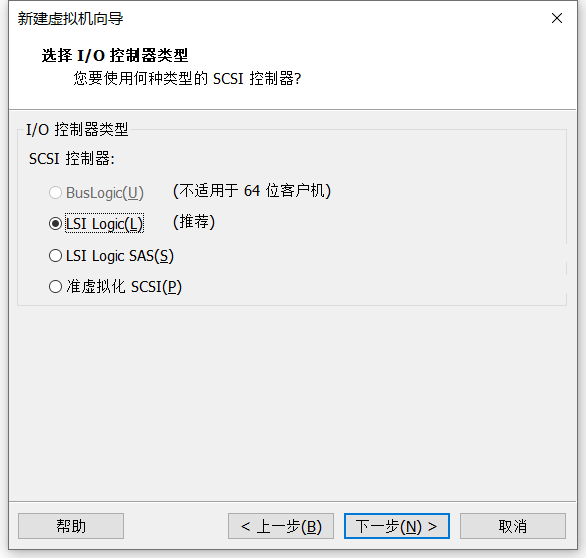 新建虚拟机向导
选择 I/O 控制器类型
您要使用何种类型的 SCSI 控制器?
I/O 控制器类型
SCSI 控制器:
BusLogic(U) (不适用于 64 位客户机)
LSI Logic(L) (推荐)
LSI Logic SAS(S)
准虚拟化 SCSI(P)
帮助 < 上一步(B) 下一步(N) > 取消